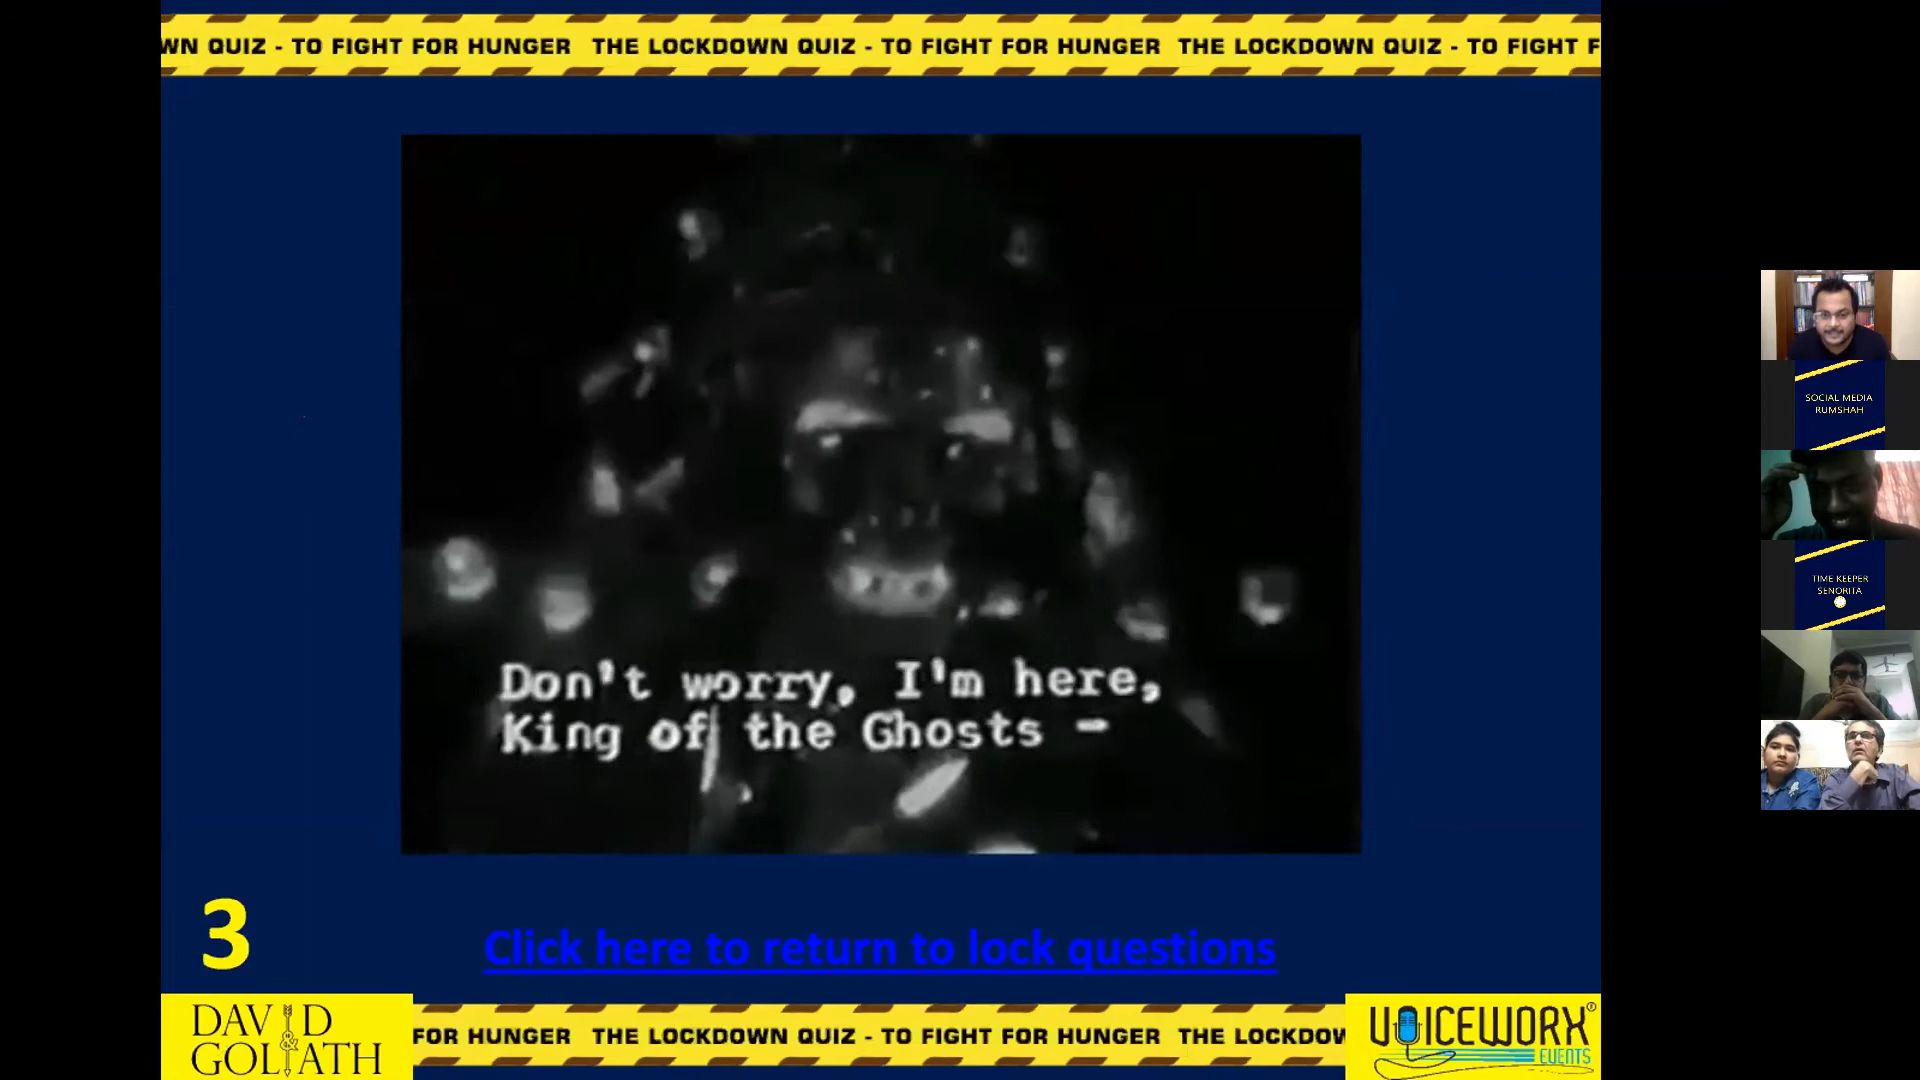 WN QUIZ - TO FIGHT FOR HUNGER THE LOCKDOWN QUIZ - TO FIGHT FOR HUNGER THE LOCKDOWN QUIZ - TO FIGHT F
Don't worry, I'm here,
King of the Ghosts -
3
Click here to return to lock questions
DAVID
&
GOLIATH
FOR HUNGER THE LOCKDOWN QUIZ - TO FIGHT FOR HUNGER THE LOCKDOW
VOICEWORX®
EVENTS
SOCIAL MEDIA
RUMSHAH
TIME KEEPER
SENORITA